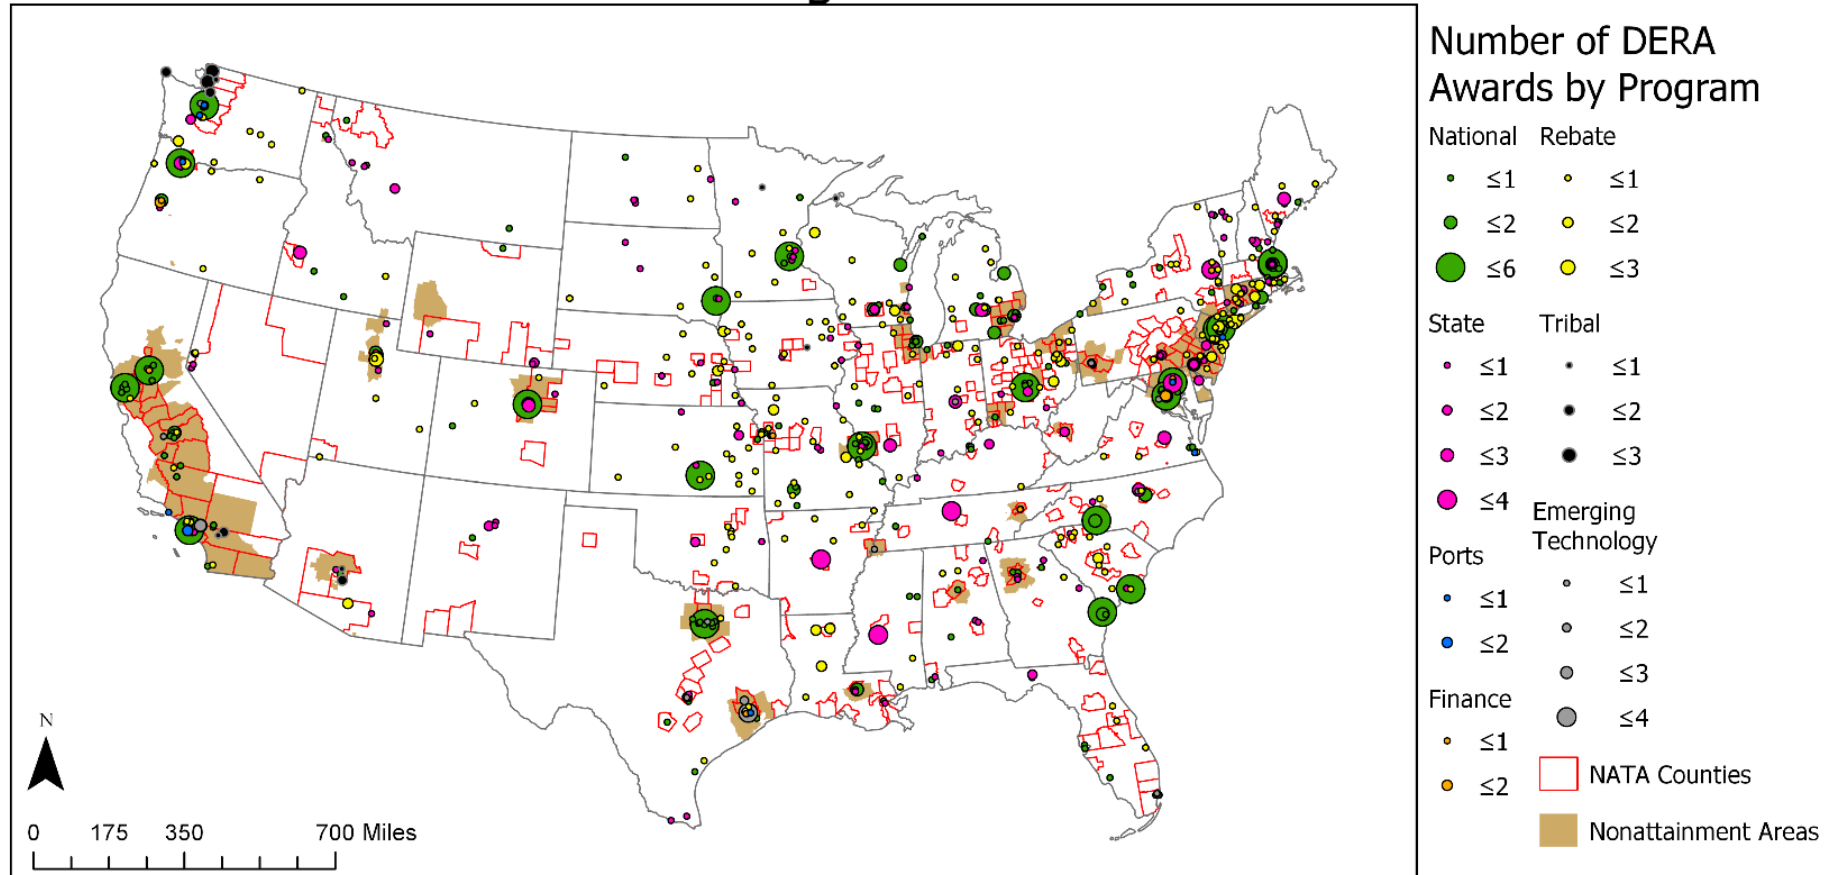 Number of DERA
Awards by Program
National Rebate
≤1 ≤1
≤2 ≤2
≤6 ≤3
State Tribal
≤1 ≤1
≤2 ≤2
≤3 ≤3
≤4
Emerging
Technology
Ports
≤1 ≤1
≤2 ≤2
≤3
Finance
≤4
≤1
≤2
NATA Counties
Nonattainment Areas
N
0 175 350 700 Miles